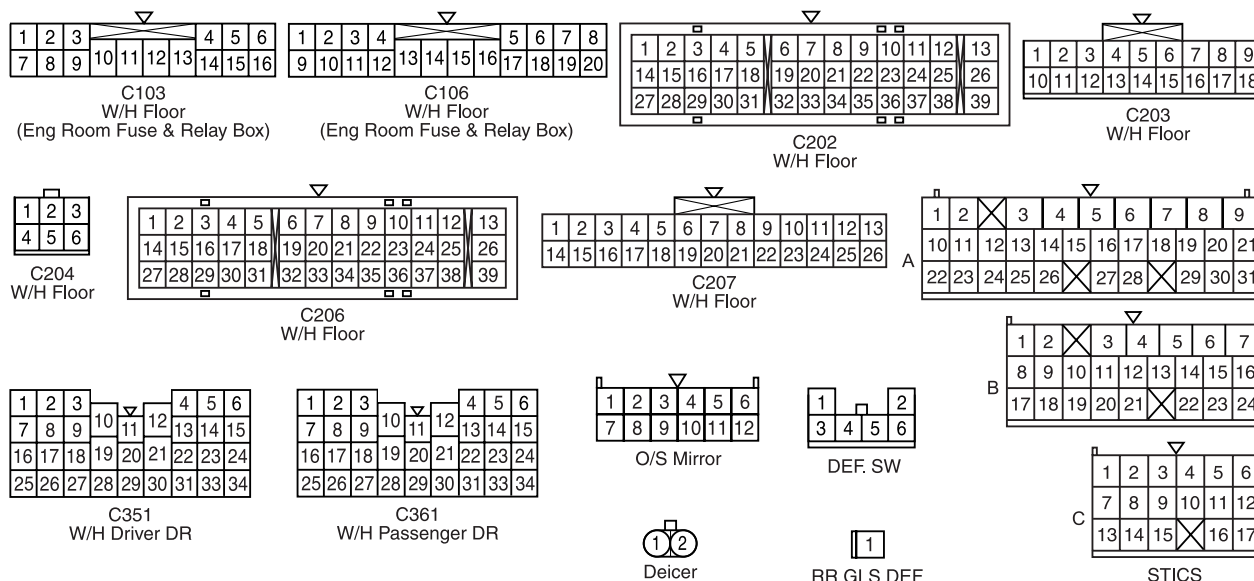 1 2 3 4 5 6
7 8 9 10 11 12 13 14 15 16
C103
W/H Floor
(Eng Room Fuse & Relay Box)
1 2 3 4 5 6 7 8
9 10 11 12 13 14 15 16 17 18 19 20
C106
W/H Floor
(Eng Room Fuse & Relay Box)
1 2 3 4 5 6 7 8 9 10 11 12 13
14 15 16 17 18 19 20 21 22 23 24 25 26
27 28 29 30 31 32 33 34 35 36 37 38 39
C202
W/H Floor
1 2 3 4 5 6 7 8 9
10 11 12 13 14 15 16 17 18
C203
W/H Floor
1 2 3
4 5 6
C204
W/H Floor
1 2 3 4 5 6 7 8 9 10 11 12 13
14 15 16 17 18 19 20 21 22 23 24 25 26
27 28 29 30 31 32 33 34 35 36 37 38 39
C206
W/H Floor
1 2 3 4 5 6 7 8 9 10 11 12 13
14 15 16 17 18 19 20 21 22 23 24 25 26
C207
W/H Floor
A
1 2 3 4 5 6 7 8 9
10 11 12 13 14 15 16 17 18 19 20 21
22 23 24 25 26 27 28 29 30 31
B
1 2 3 4 5 6 7
8 9 10 11 12 13 14 15 16
17 18 19 20 21 22 23 24
1 2 3 4 5 6
7 8 9 10 11 12 13 14 15
16 17 18 19 20 21 22 23 24
25 26 27 28 29 30 31 33 34
C351
W/H Driver DR
1 2 3 4 5 6
7 8 9 10 11 12 13 14 15
16 17 18 19 20 21 22 23 24
25 26 27 28 29 30 31 33 34
C361
W/H Passenger DR
1 2 3 4 5 6
7 8 9 10 11 12
O/S Mirror
1 2
3 4 5 6
DEF. SW
C
1 2 3 4 5 6
7 8 9 10 11 12
13 14 15 16 17
STICS
1 2
Deicer
1
RR GLS DEF